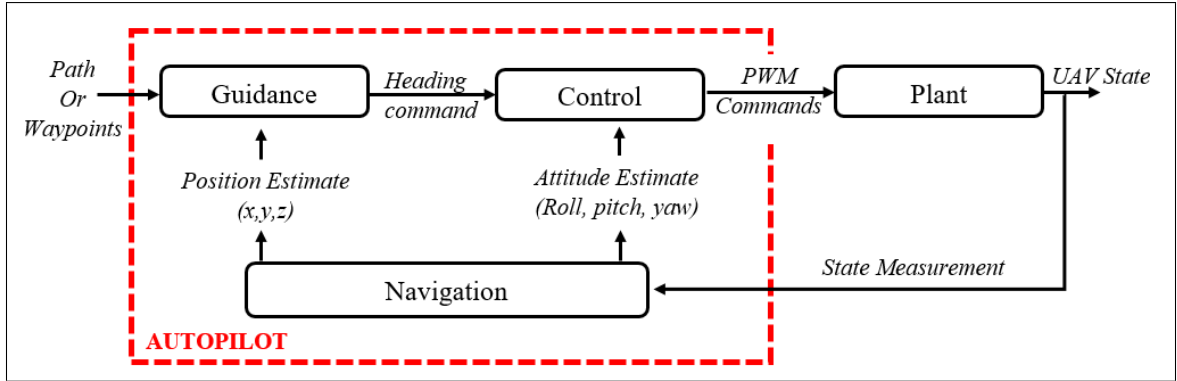 Path
Or
Waypoints
Guidance
Heading
command
Control
PWM
Commands
Plant
UAV State
Position Estimate
(x,y,z)
Attitude Estimate
(Roll, pitch, yaw)
State Measurement
Navigation
AUTOPILOT